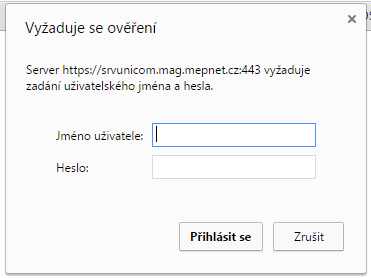 Vyžaduje se ověření
Server https://srvunicom.mag.mepnet.cz:443 vyžaduje
zadání uživatelského jména a hesla.
Jméno uživatele:
Heslo:
Přihlásit se
Zrušit